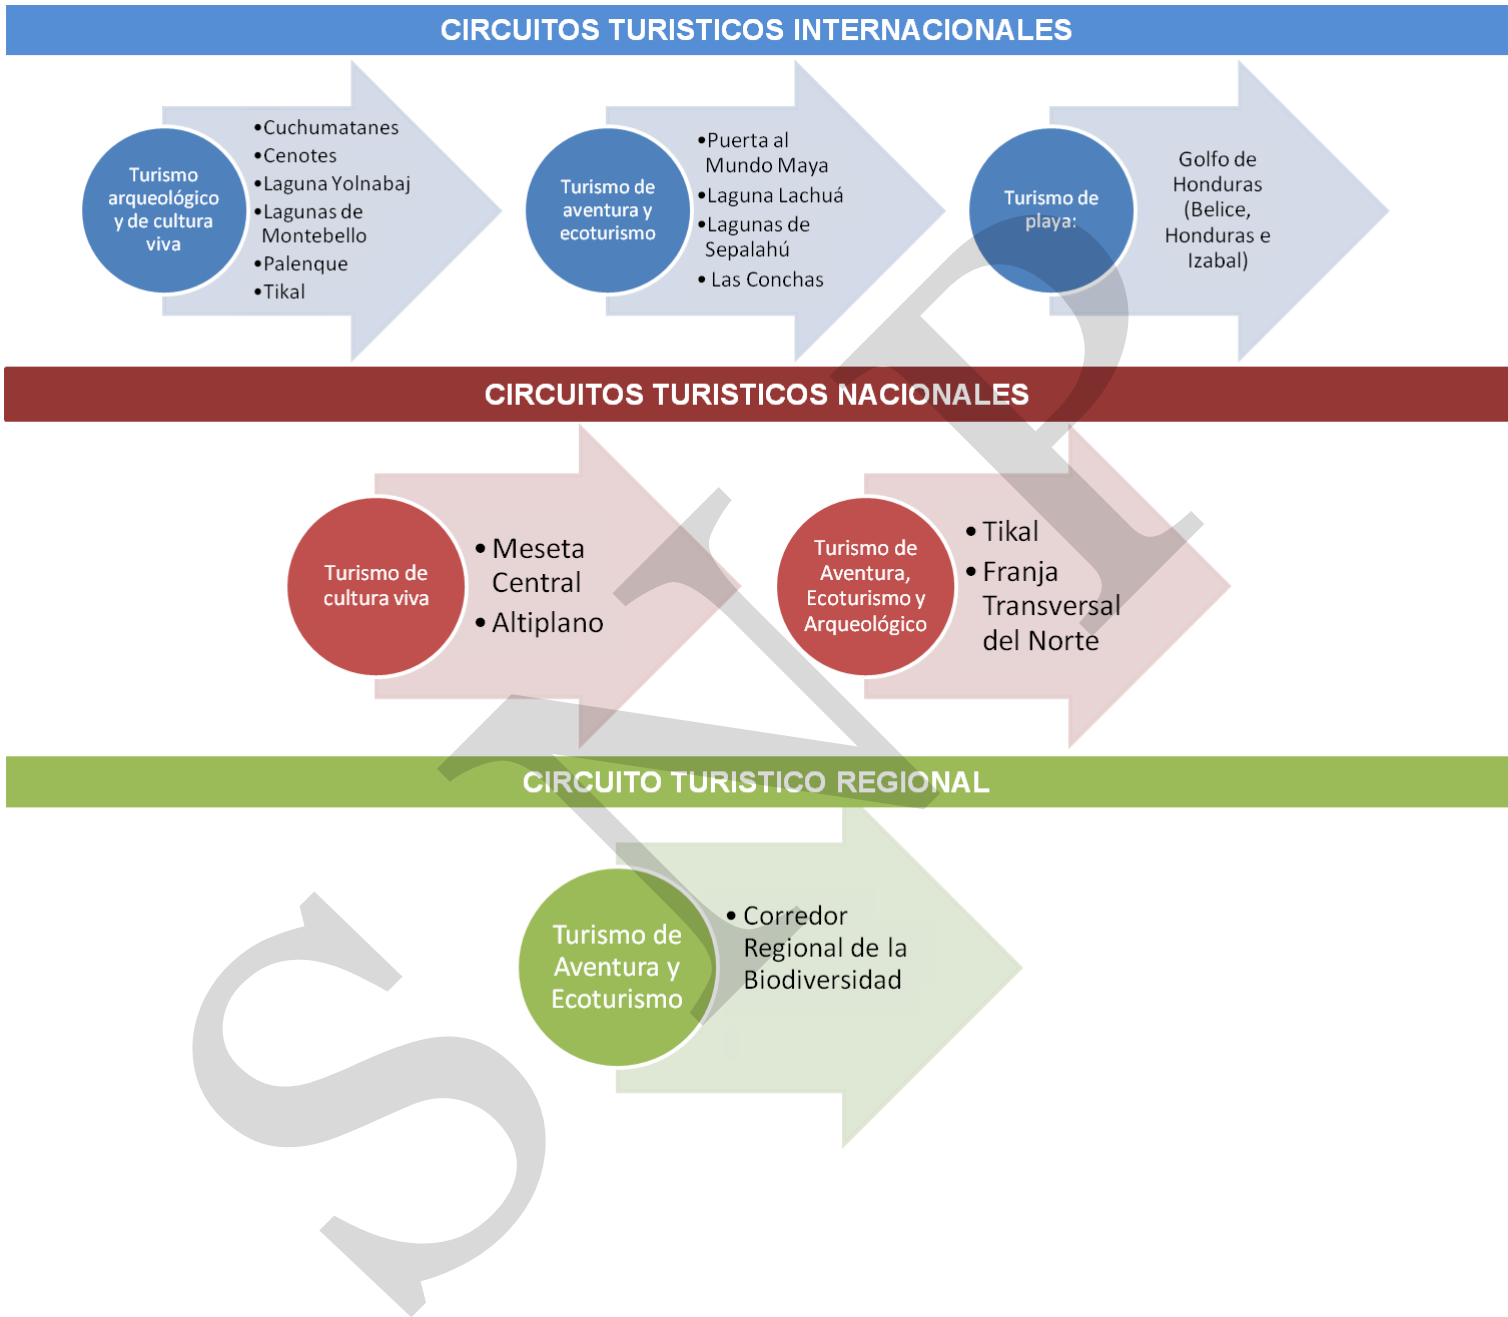 CIRCUITOS TURISTICOS INTERNACIONALES
Turismo
arqueológico
y de cultura
viva
•Cuchumatanes
•Cenotes
•Laguna Yolnabaj
•Lagunas de
Montebello
•Palenque
•Tikal
Turismo de
aventura y
ecoturismo
•Puerta al
Mundo Maya
•Laguna Lachuá
•Lagunas de
Sepalahú
• Las Conchas
Turismo de
playa:
Golfo de
Honduras
(Belice,
Honduras e
Izabal)
CIRCUITOS TURISTICOS NACIONALES
Turismo de
cultura viva
• Meseta
Central
• Altiplano
Turismo de
Aventura,
Ecoturismo y
Arqueológico
• Tikal
• Franja
Transversal
del Norte
CIRCUITO TURISTICO REGIONAL
Turismo de
Aventura y
Ecoturismo
• Corredor
Regional de la
Biodiversidad
SNIP